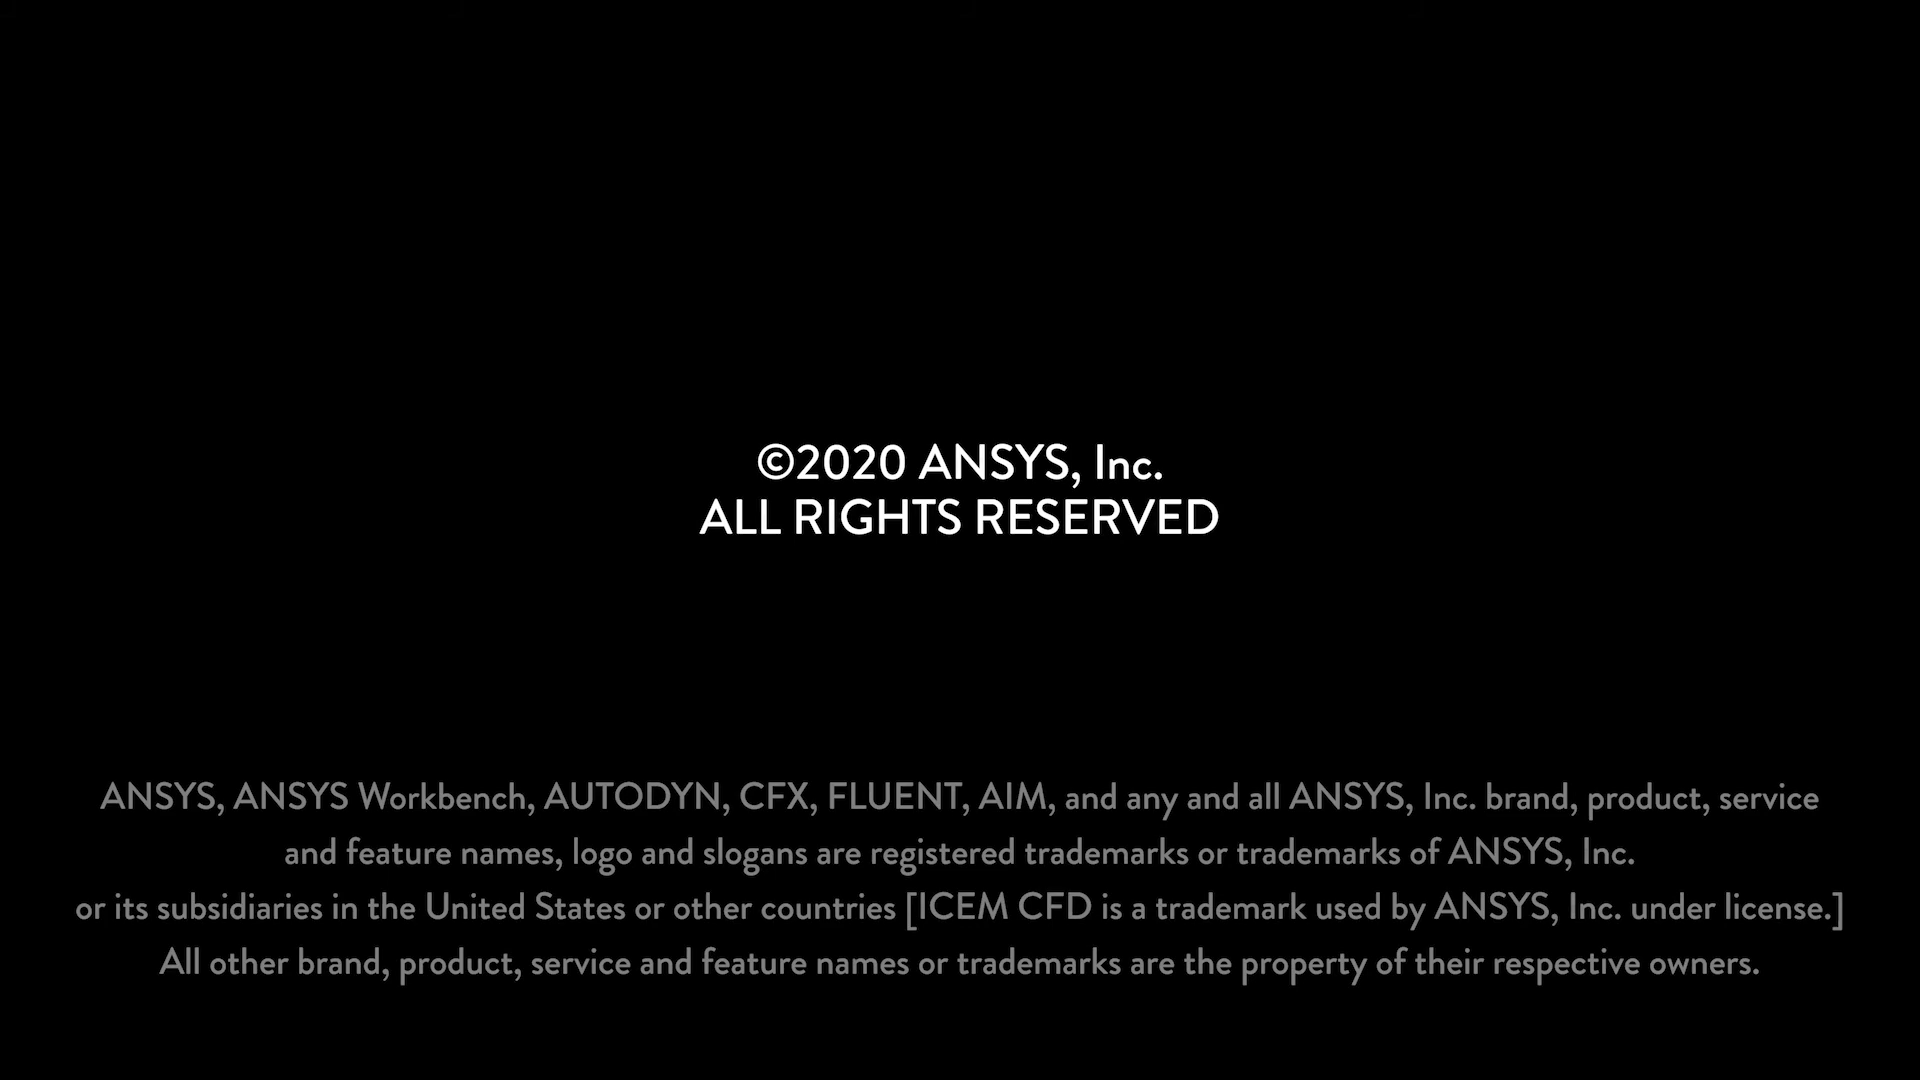 ©2020 ANSYS, Inc.
ALL RIGHTS RESERVED
ANSYS, ANSYS Workbench, AUTODYN, CFX, FLUENT, AIM, and any and all ANSYS, Inc. brand, product, service
and feature names, logo and slogans are registered trademarks or trademarks of ANSYS, Inc.
or its subsidiaries in the United States or other countries [ICEM CFD is a trademark used by ANSYS, Inc. under license.]
All other brand, product, service and feature names or trademarks are the property of their respective owners.